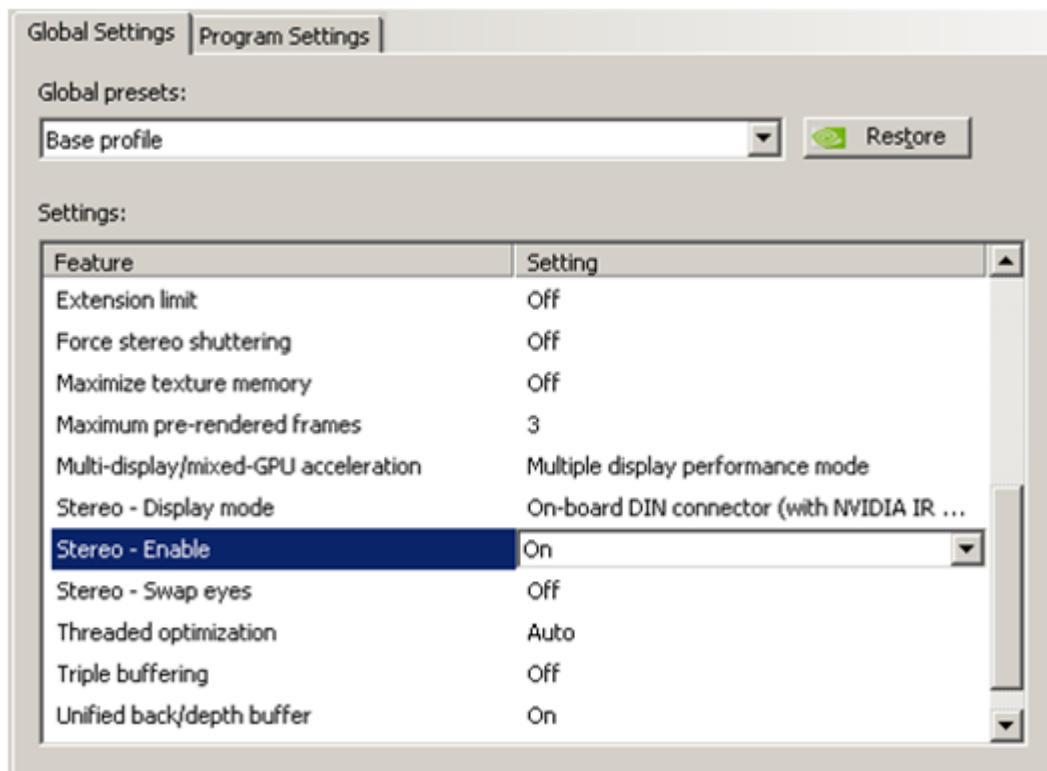 Global Settings Program Settings
Global presets:
Base profile Restore
Settings:
Feature Setting
Extension limit Off
Force stereo shuttering Off
Maximize texture memory Off
Maximum pre-rendered frames 3
Multi-display/mixed-GPU acceleration Multiple display performance mode
Stereo - Display mode On-board DIN connector (with NVIDIA IR ...
Stereo - Enable On
Stereo - Swap eyes Off
Threaded optimization Auto
Triple buffering Off
Unified back/depth buffer On